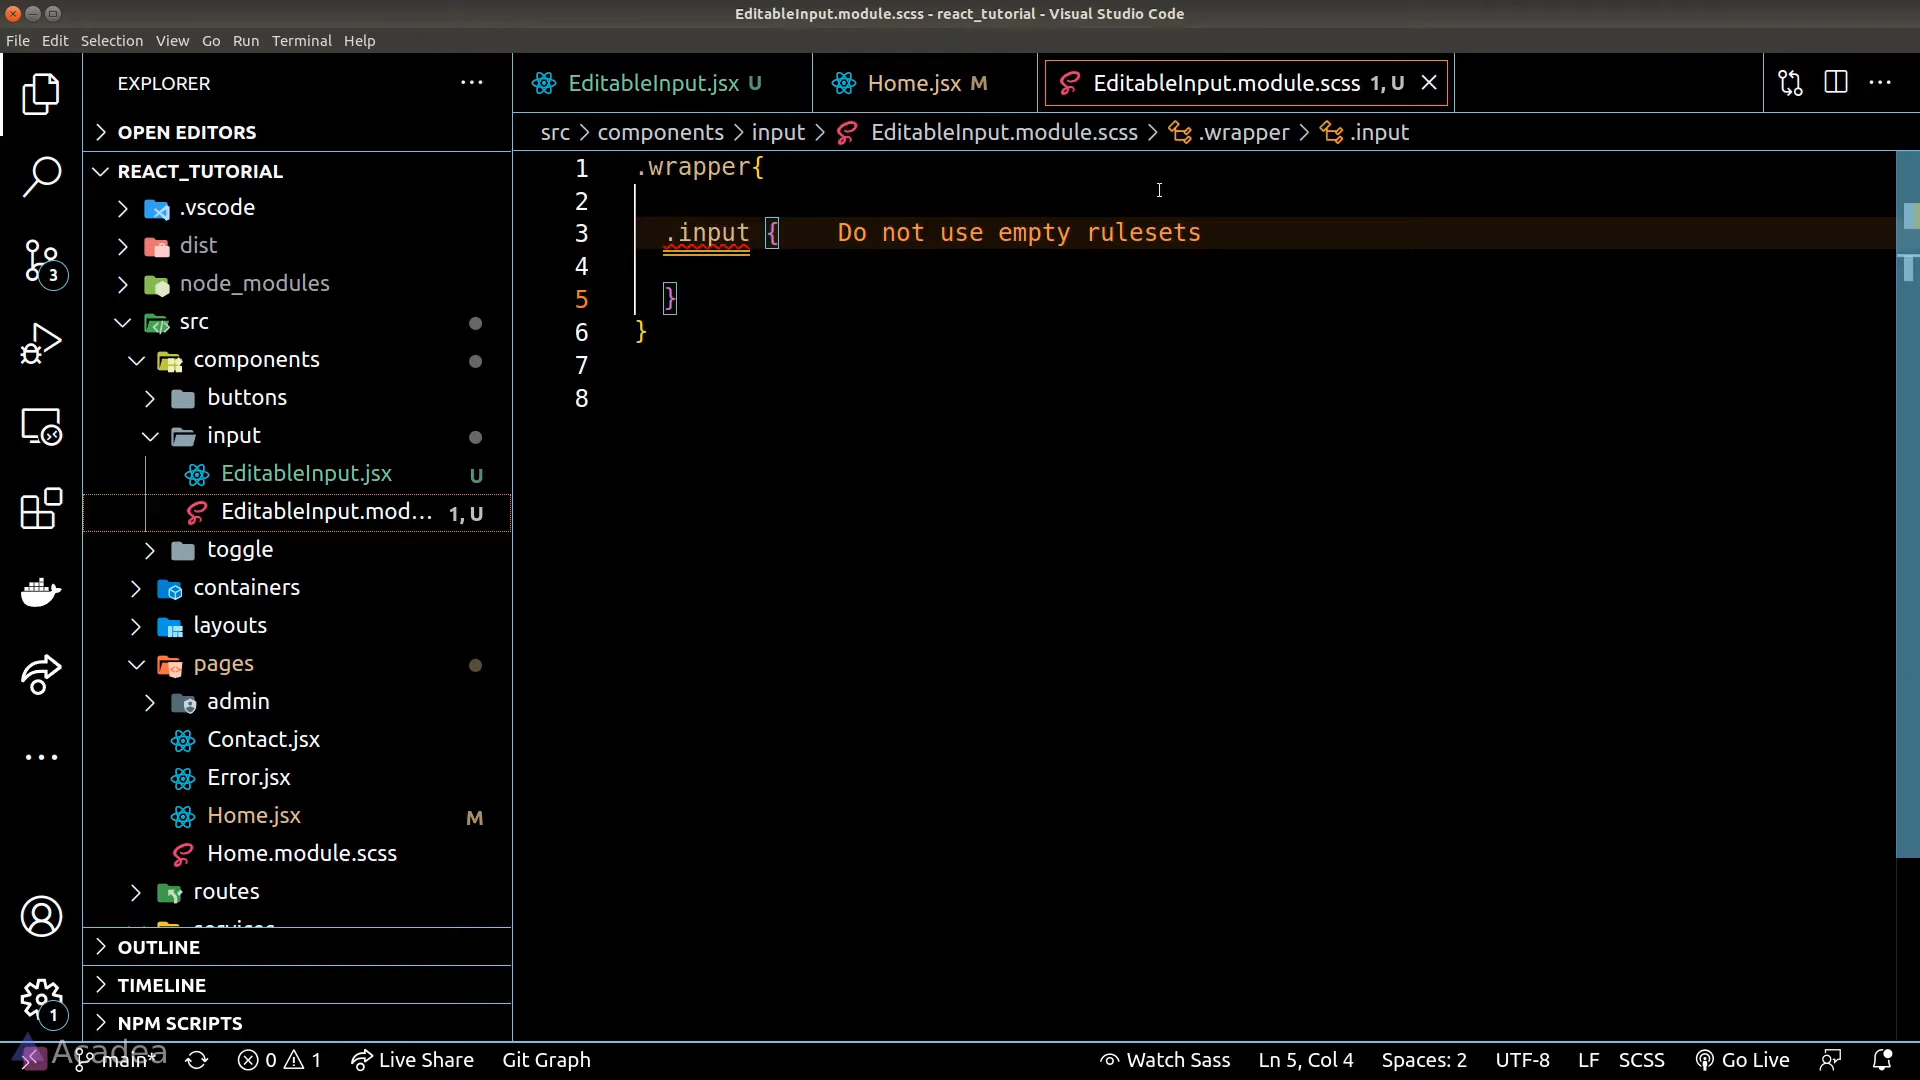 EditableInput.module.scss - react_tutorial - Visual Studio Code
File Edit Selection View Go Run Terminal Help
EXPLORER
OPEN EDITORS
REACT_TUTORIAL
.vscode
dist
node_modules
src
components
buttons
input
EditableInput.jsx U
EditableInput.mod... 1, U
toggle
containers
layouts
pages
admin
Contact.jsx
Error.jsx
Home.jsx M
Home.module.scss
routes
OUTLINE
TIMELINE
NPM SCRIPTS
3
1
EditableInput.jsx U
Home.jsx M
EditableInput.module.scss 1, U
src > components > input > EditableInput.module.scss > .wrapper > .input
1 .wrapper{
2
3 .input { Do not use empty rulesets
4
5 }
6 }
7
8
Acadea
main* 0 1 Live Share Git Graph Watch Sass Ln 5, Col 4 Spaces: 2 UTF-8 LF SCSS Go Live